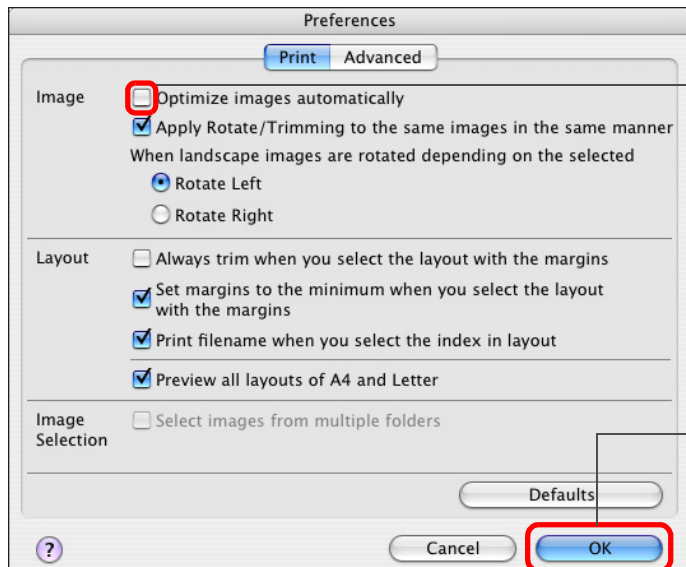 Preferences
Print Advanced
Image Optimize images automatically
Apply Rotate/Trimming to the same images in the same manner
When landscape images are rotated depending on the selected
Rotate Left
Rotate Right
Layout Always trim when you select the layout with the margins
Set margins to the minimum when you select the layout
with the margins
Print filename when you select the index in layout
Preview all layouts of A4 and Letter
Image Select images from multiple folders
Selection
Defaults
? Cancel OK